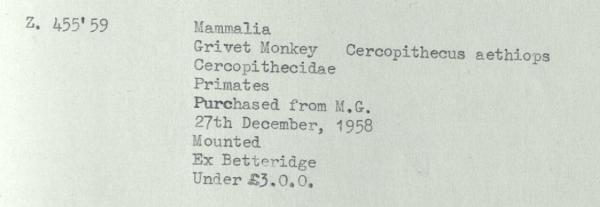 Z. 455'59 Mammalia
Grivet Monkey Cercopithecus aethiops
Cercopithecidae
Primates
Purchased from M.G.
27th December, 1958
Mounted
Ex Betteridge
Under £3.0.0.